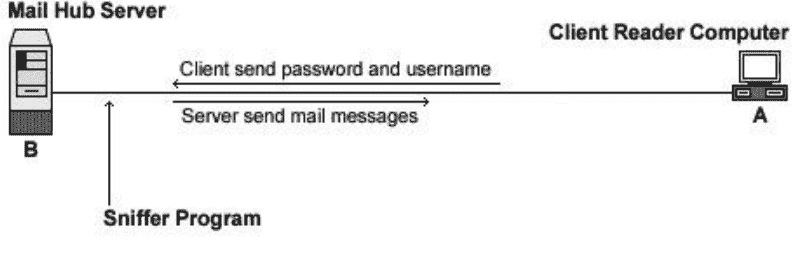 Mail Hub Server
Client Reader Computer
Client send password and username
Server send mail messages
B
A
Sniffer Program